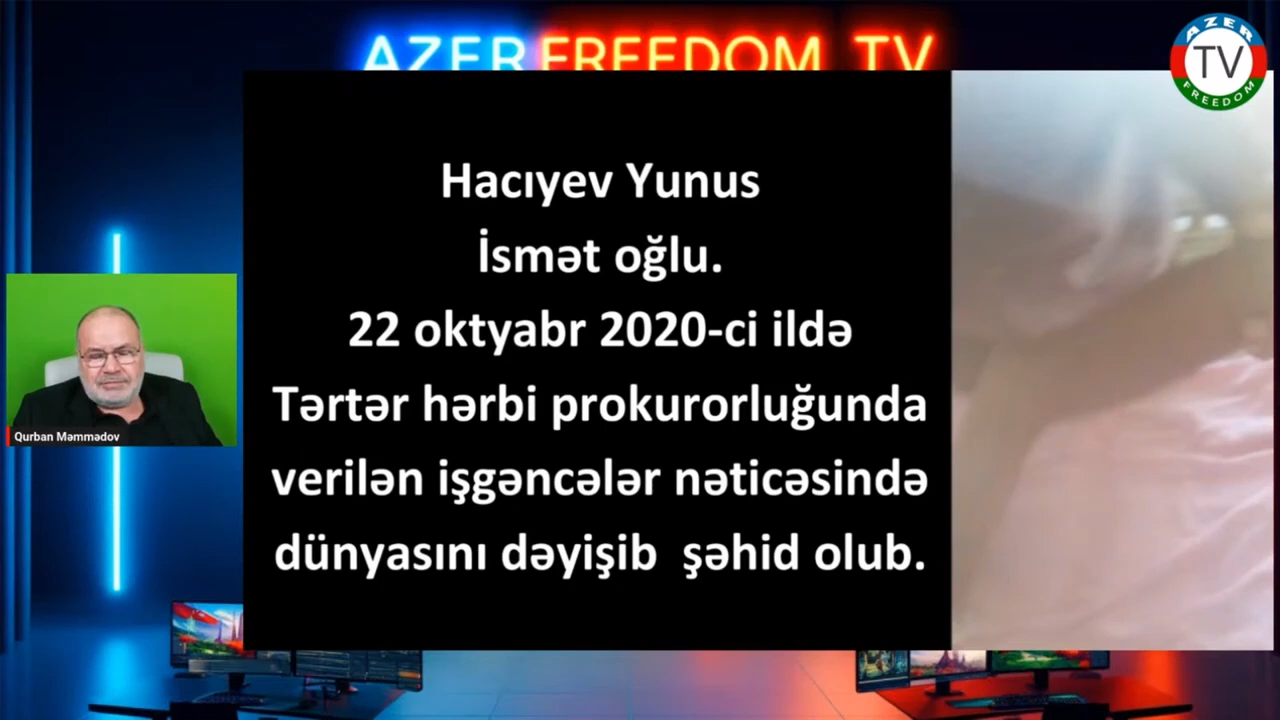 AZER FREEDOM TV
AZER
TV
FREEDOM
Hacıyev Yunus
İsmət oğlu.
22 oktyabr 2020-ci ildə
Tərtər hərbi prokurorluğunda
verilən işgəncələr nəticəsində
dünyasını dəyişib şəhid olub.
Qurban Məmmədov